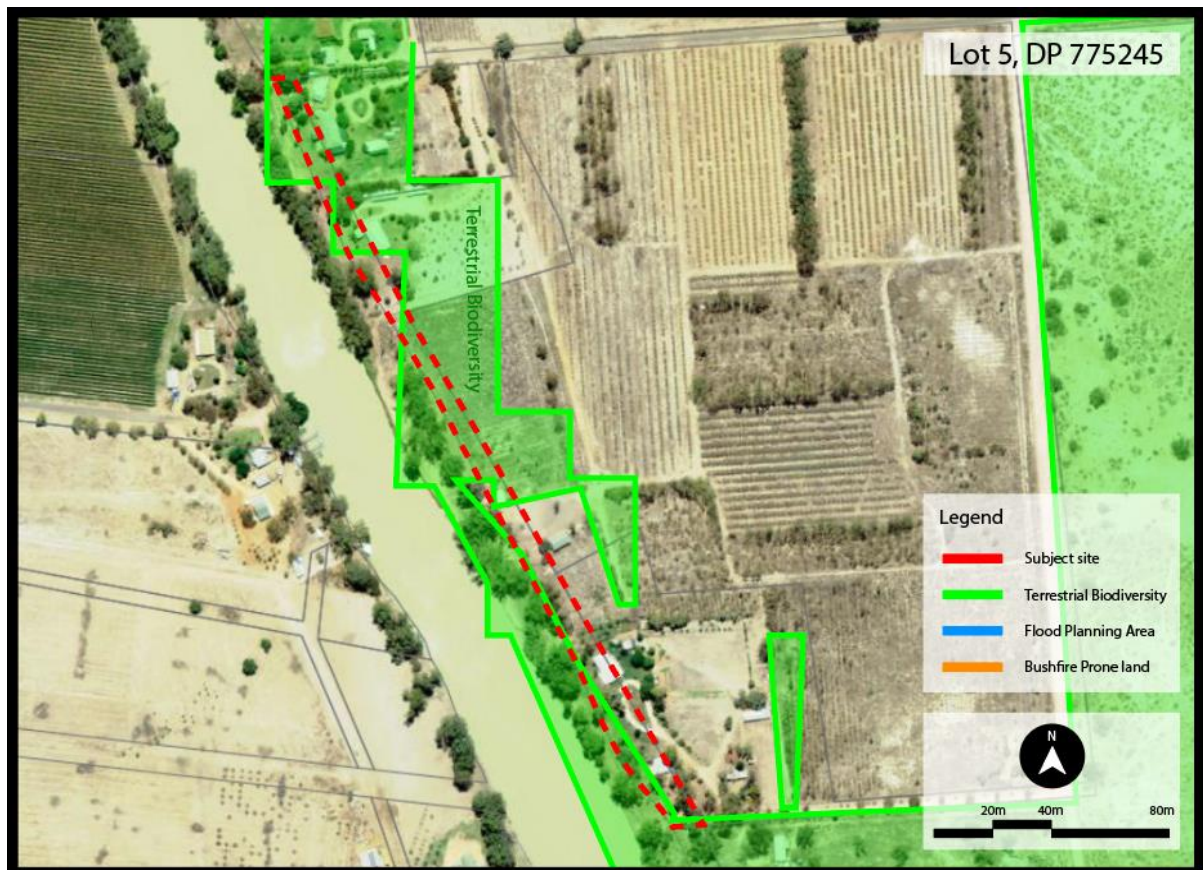 Lot 5, DP 775245
Terrestrial Biodiversity
Legend
Subject site
Terrestrial Biodiversity
Flood Planning Area
Bushfire Prone land
N
20m 40m 80m